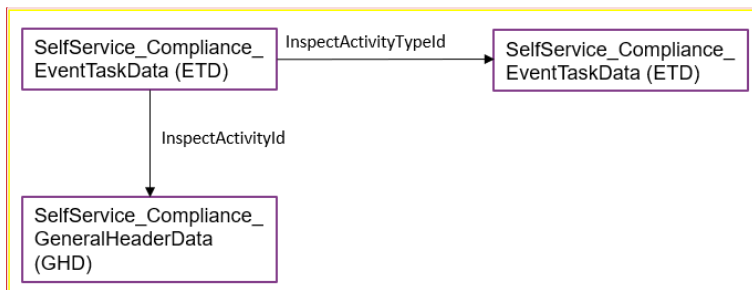 SelfService_Compliance_
EventTaskData (ETD)
InspectActivityTypeId
SelfService_Compliance_
EventTaskData (ETD)
InspectActivityId
SelfService_Compliance_
GeneralHeaderData
(GHD)